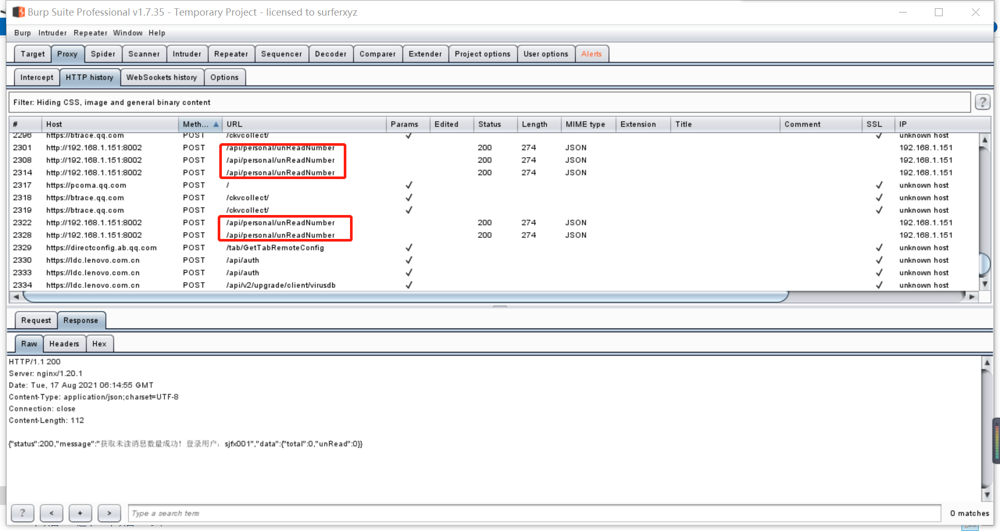 Burp Suite Professional v1.7.35 - Temporary Project - licensed to surferxyz
Burp Intruder Repeater Window Help
Target Proxy Spider Scanner Intruder Repeater Sequencer Decoder Comparer Extender Project options User options Alerts
Intercept HTTP history WebSockets history Options
Filter: Hiding CSS, image and general binary content ?
# Host Meth... URL Params Edited Status Length MIME type Extension Title Comment SSL IP
2296 https://btrace.qq.com POST /ckvcollect/ ✓ ✓ unknown host
2301 http://192.168.1.151:8002 POST /api/personal/unReadNumber 200 274 JSON 192.168.1.151
2308 http://192.168.1.151:8002 POST /api/personal/unReadNumber 200 274 JSON 192.168.1.151
2314 http://192.168.1.151:8002 POST /api/personal/unReadNumber 200 274 JSON 192.168.1.151
2317 https://pcoma.qq.com POST / ✓ ✓ unknown host
2318 https://btrace.qq.com POST /ckvcollect/ ✓ ✓ unknown host
2319 https://btrace.qq.com POST /ckvcollect/ ✓ ✓ unknown host
2322 http://192.168.1.151:8002 POST /api/personal/unReadNumber 200 274 JSON 192.168.1.151
2328 http://192.168.1.151:8002 POST /api/personal/unReadNumber 200 274 JSON 192.168.1.151
2329 https://directconfig.ab.qq.com POST /tab/GetTabRemoteConfig ✓ ✓ unknown host
2330 https://ldc.lenovo.com.cn POST /api/auth ✓ ✓ unknown host
2333 https://ldc.lenovo.com.cn POST /api/auth ✓ ✓ unknown host
2334 https://ldc.lenovo.com.cn POST /api/v2/upgrade/client/virusdb ✓ ✓ unknown host
Request Response
Raw Headers Hex
HTTP/1.1 200
Server: nginx/1.20.1
Date: Tue, 17 Aug 2021 06:14:55 GMT
Content-Type: application/json;charset=UTF-8
Connection: close
Content-Length: 112
{"status":200,"message":"获取未读消息数量成功！登录用户：sjfx001","data":{"total":0,"unRead":0}}
? < + > Type a search term 0 matches